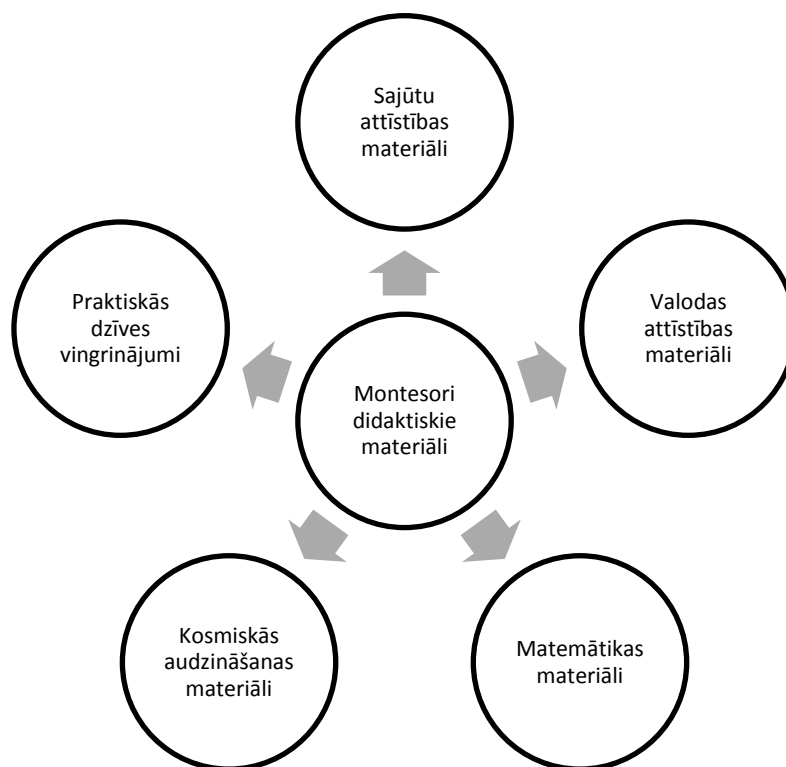 Sajūtu
attīstības
materiāli
Praktiskās
dzīves
vingrinājumi
Valodas
attīstības
materiāli
Montesori
didaktiskie
materiāli
Kosmiskās
audzināšanas
materiāli
Matemātikas
materiāli